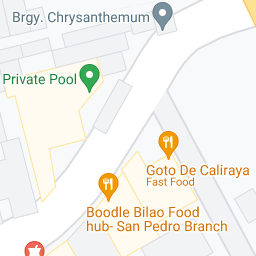 Brgy. Chrysanthemum
Private Pool
Goto De Caliraya
Fast Food
Boodle Bilao Food
hub- San Pedro Branch